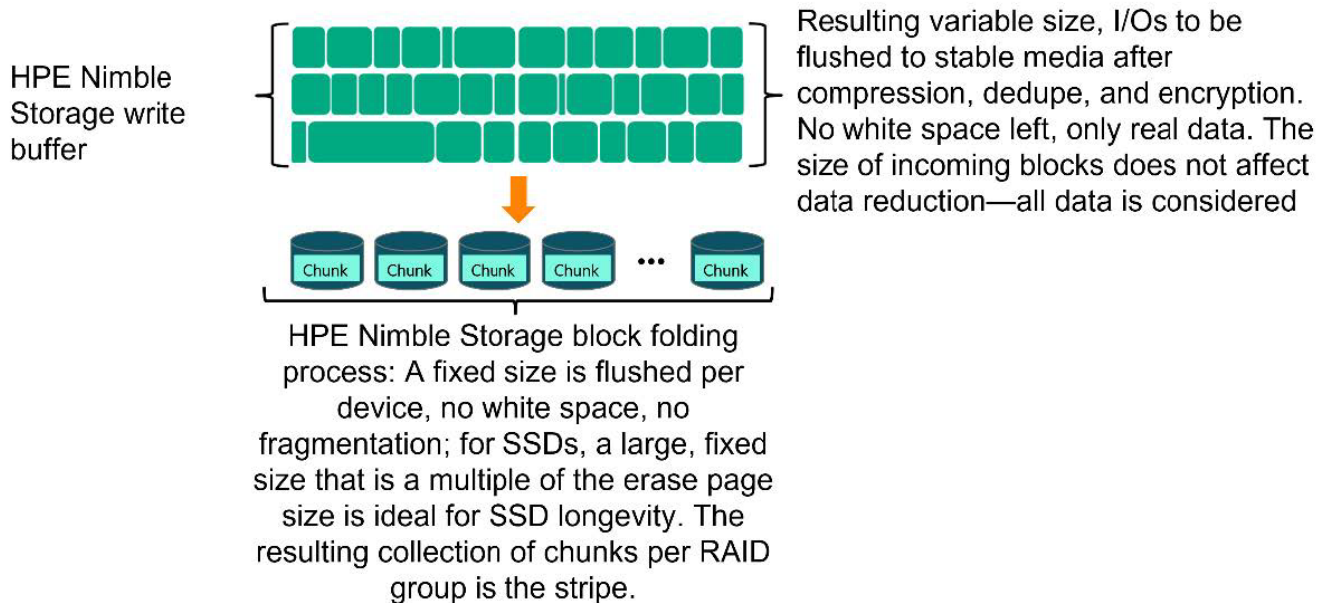 HPE Nimble
Storage write
buffer
Resulting variable size, I/Os to be
flushed to stable media after
compression, dedupe, and encryption.
No white space left, only real data. The
size of incoming blocks does not affect
data reduction—all data is considered
Chunk Chunk Chunk Chunk ••• Chunk
HPE Nimble Storage block folding
process: A fixed size is flushed per
device, no white space, no
fragmentation; for SSDs, a large, fixed
size that is a multiple of the erase page
size is ideal for SSD longevity. The
resulting collection of chunks per RAID
group is the stripe.